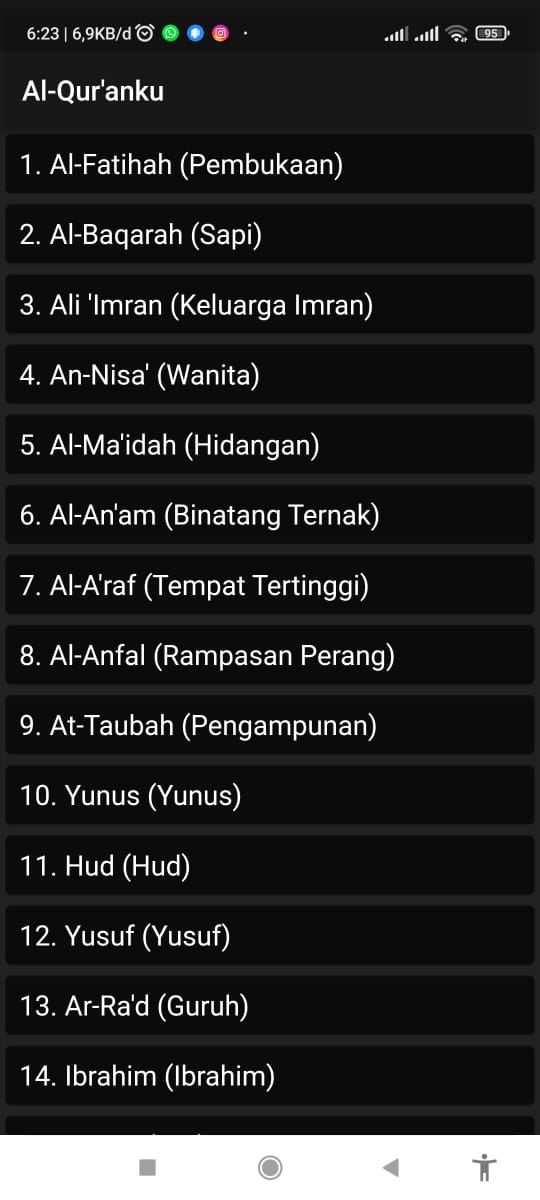 6:23 | 6,9KB/d
95
Al-Qur'anku
1. Al-Fatihah (Pembukaan)
2. Al-Baqarah (Sapi)
3. Ali 'Imran (Keluarga Imran)
4. An-Nisa' (Wanita)
5. Al-Ma'idah (Hidangan)
6. Al-An'am (Binatang Ternak)
7. Al-A'raf (Tempat Tertinggi)
8. Al-Anfal (Rampasan Perang)
9. At-Taubah (Pengampunan)
10. Yunus (Yunus)
11. Hud (Hud)
12. Yusuf (Yusuf)
13. Ar-Ra'd (Guruh)
14. Ibrahim (Ibrahim)